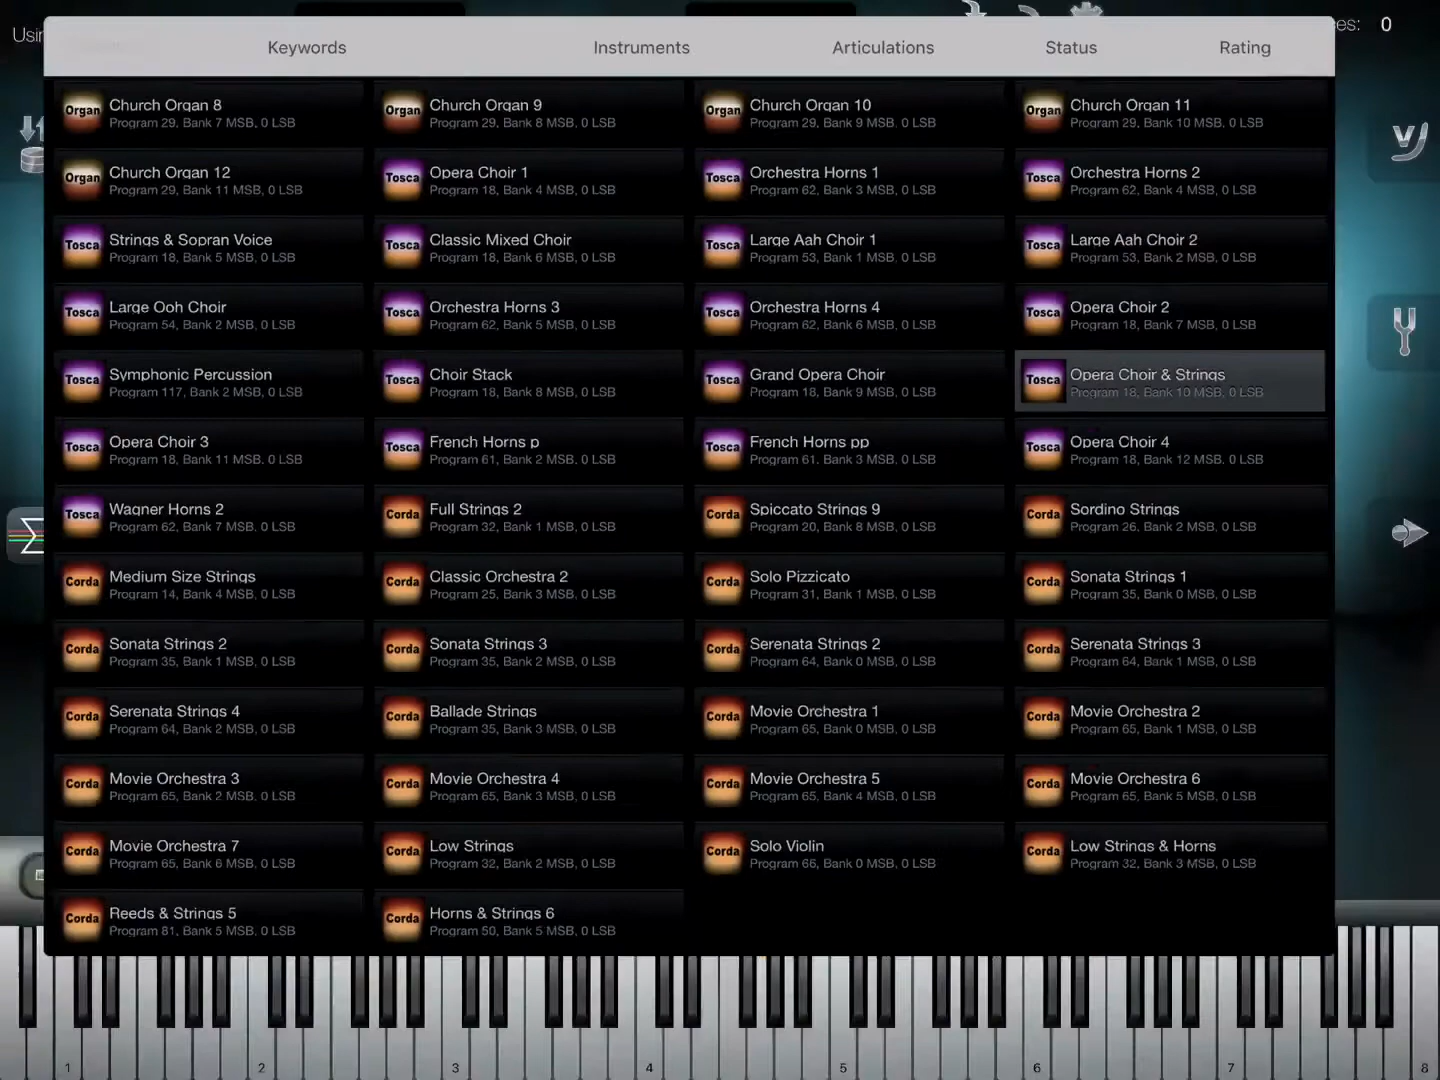 Usin
es: 0
Keywords Instruments Articulations Status Rating
Organ Church Organ 8
Program 29, Bank 7 MSB, 0 LSB
Organ Church Organ 9
Program 29, Bank 8 MSB, 0 LSB
Organ Church Organ 10
Program 29, Bank 9 MSB, 0 LSB
Organ Church Organ 11
Program 29, Bank 10 MSB, 0 LSB
Organ Church Organ 12
Program 29, Bank 11 MSB, 0 LSB
Tosca Opera Choir 1
Program 18, Bank 4 MSB, 0 LSB
Tosca Orchestra Horns 1
Program 62, Bank 3 MSB, 0 LSB
Tosca Orchestra Horns 2
Program 62, Bank 4 MSB, 0 LSB
Tosca Strings & Sopran Voice
Program 18, Bank 5 MSB, 0 LSB
Tosca Classic Mixed Choir
Program 18, Bank 6 MSB, 0 LSB
Tosca Large Aah Choir 1
Program 53, Bank 1 MSB, 0 LSB
Tosca Large Aah Choir 2
Program 53, Bank 2 MSB, 0 LSB
Tosca Large Ooh Choir
Program 54, Bank 2 MSB, 0 LSB
Tosca Orchestra Horns 3
Program 62, Bank 5 MSB, 0 LSB
Tosca Orchestra Horns 4
Program 62, Bank 6 MSB, 0 LSB
Tosca Opera Choir 2
Program 18, Bank 7 MSB, 0 LSB
Tosca Symphonic Percussion
Program 117, Bank 2 MSB, 0 LSB
Tosca Choir Stack
Program 18, Bank 8 MSB, 0 LSB
Tosca Grand Opera Choir
Program 18, Bank 9 MSB, 0 LSB
Tosca Opera Choir & Strings
Program 18, Bank 10 MSB, 0 LSB
Tosca Opera Choir 3
Program 18, Bank 11 MSB, 0 LSB
Tosca French Horns p
Program 61, Bank 2 MSB, 0 LSB
Tosca French Horns pp
Program 61, Bank 3 MSB, 0 LSB
Tosca Opera Choir 4
Program 18, Bank 12 MSB, 0 LSB
Tosca Wagner Horns 2
Program 62, Bank 7 MSB, 0 LSB
Corda Full Strings 2
Program 32, Bank 1 MSB, 0 LSB
Corda Spiccato Strings 9
Program 20, Bank 8 MSB, 0 LSB
Corda Sordino Strings
Program 26, Bank 2 MSB, 0 LSB
Corda Medium Size Strings
Program 14, Bank 4 MSB, 0 LSB
Corda Classic Orchestra 2
Program 25, Bank 3 MSB, 0 LSB
Corda Solo Pizzicato
Program 31, Bank 1 MSB, 0 LSB
Corda Sonata Strings 1
Program 35, Bank 0 MSB, 0 LSB
Corda Sonata Strings 2
Program 35, Bank 1 MSB, 0 LSB
Corda Sonata Strings 3
Program 35, Bank 2 MSB, 0 LSB
Corda Serenata Strings 2
Program 64, Bank 0 MSB, 0 LSB
Corda Serenata Strings 3
Program 64, Bank 1 MSB, 0 LSB
Corda Serenata Strings 4
Program 64, Bank 2 MSB, 0 LSB
Corda Ballade Strings
Program 35, Bank 3 MSB, 0 LSB
Corda Movie Orchestra 1
Program 65, Bank 0 MSB, 0 LSB
Corda Movie Orchestra 2
Program 65, Bank 1 MSB, 0 LSB
Corda Movie Orchestra 3
Program 65, Bank 2 MSB, 0 LSB
Corda Movie Orchestra 4
Program 65, Bank 3 MSB, 0 LSB
Corda Movie Orchestra 5
Program 65, Bank 4 MSB, 0 LSB
Corda Movie Orchestra 6
Program 65, Bank 5 MSB, 0 LSB
Corda Movie Orchestra 7
Program 65, Bank 6 MSB, 0 LSB
Corda Low Strings
Program 32, Bank 2 MSB, 0 LSB
Corda Solo Violin
Program 66, Bank 0 MSB, 0 LSB
Corda Low Strings & Horns
Program 32, Bank 3 MSB, 0 LSB
Corda Reeds & Strings 5
Program 81, Bank 5 MSB, 0 LSB
Corda Horns & Strings 6
Program 50, Bank 5 MSB, 0 LSB
1 2 3 4 5 6 7 8